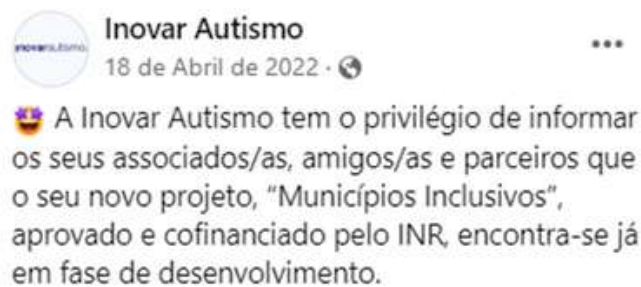 inovarautismo.
Inovar Autismo
18 de Abril de 2022 ·
🤩 A Inovar Autismo tem o privilégio de informar
os seus associados/as, amigos/as e parceiros que
o seu novo projeto, “Municípios Inclusivos”,
aprovado e cofinanciado pelo INR, encontra-se já
em fase de desenvolvimento.